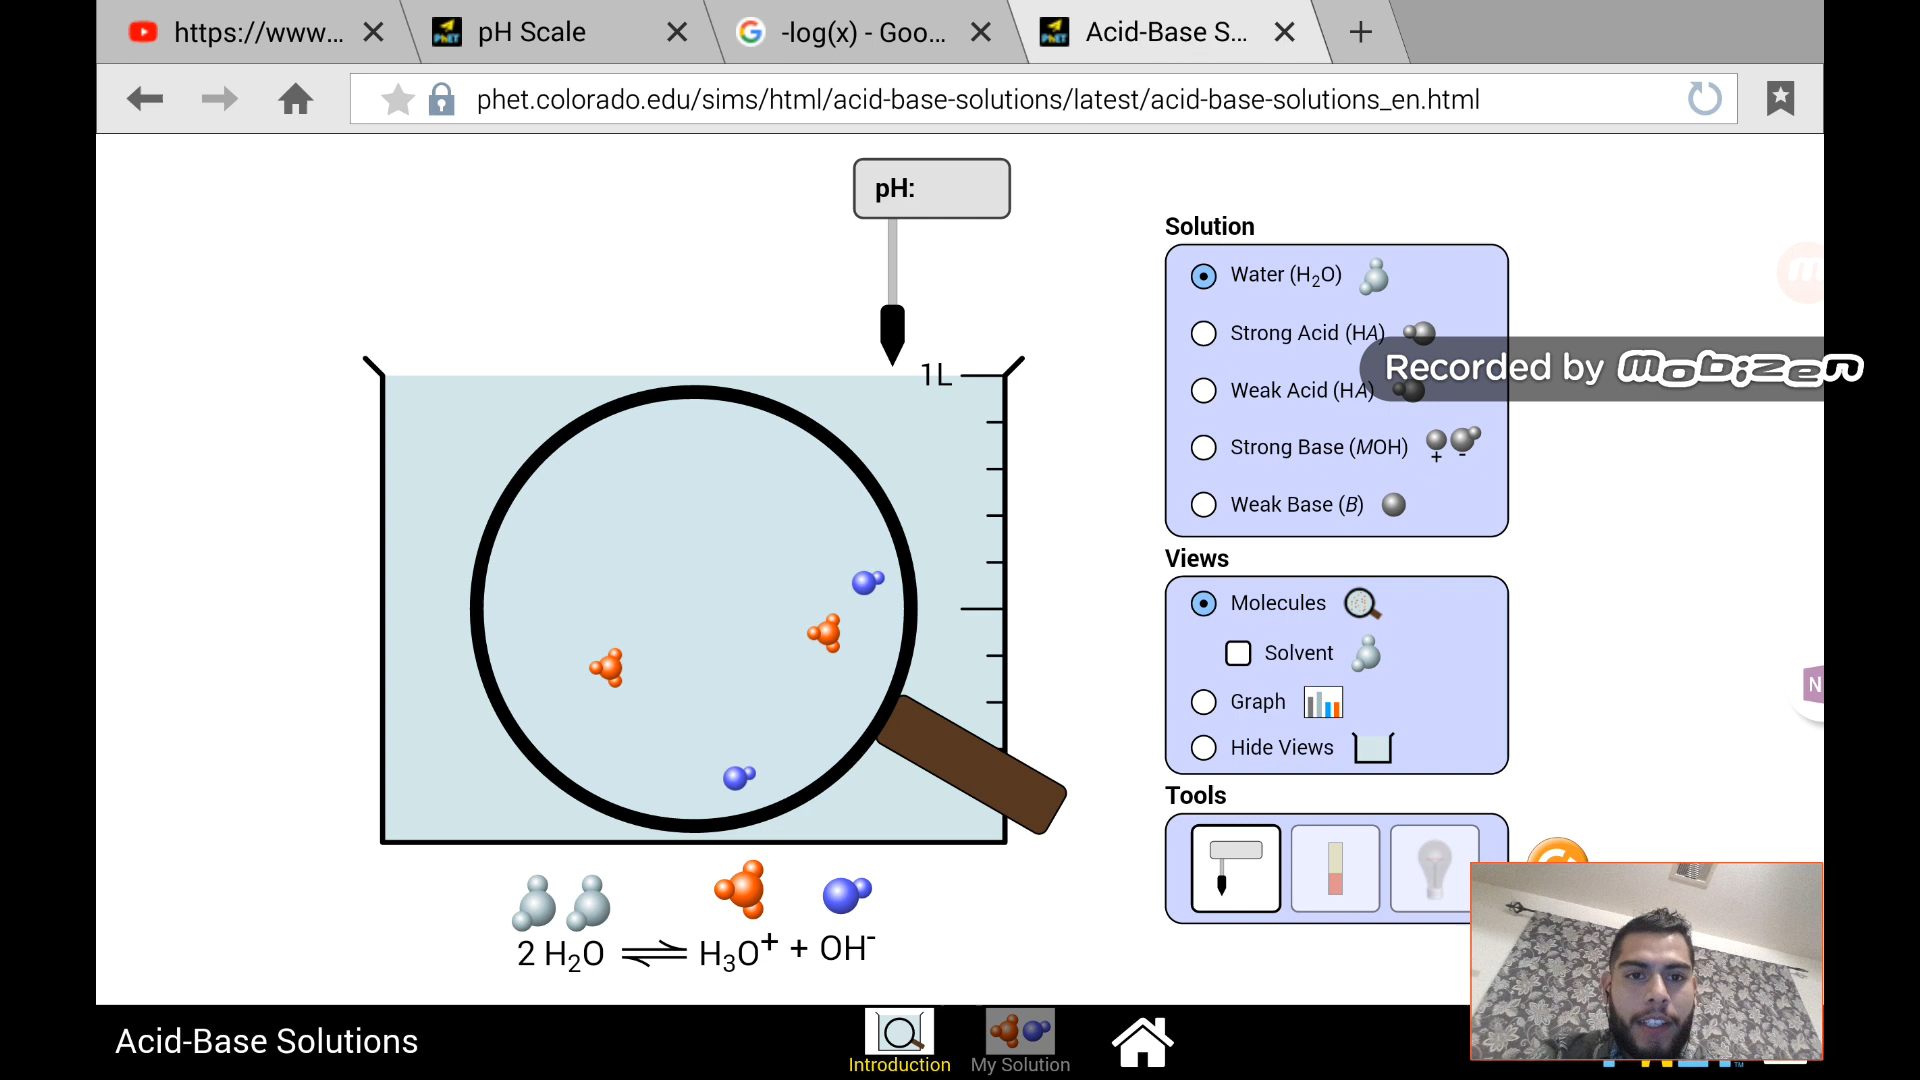 https://www...
pH Scale
-log(x) - Goo...
Acid-Base S...
phet.colorado.edu/sims/html/acid-base-solutions/latest/acid-base-solutions_en.html
pH:
1L
Solution
Water (H₂O)
Strong Acid (HA)
Weak Acid (HA)
Strong Base (MOH)
+ -
Weak Base (B)
Recorded by mobizen
Views
Molecules
Solvent
Graph
Hide Views
Tools
2 H₂O ⇌ H₃O⁺ + OH⁻
Acid-Base Solutions
Introduction
My Solution
N